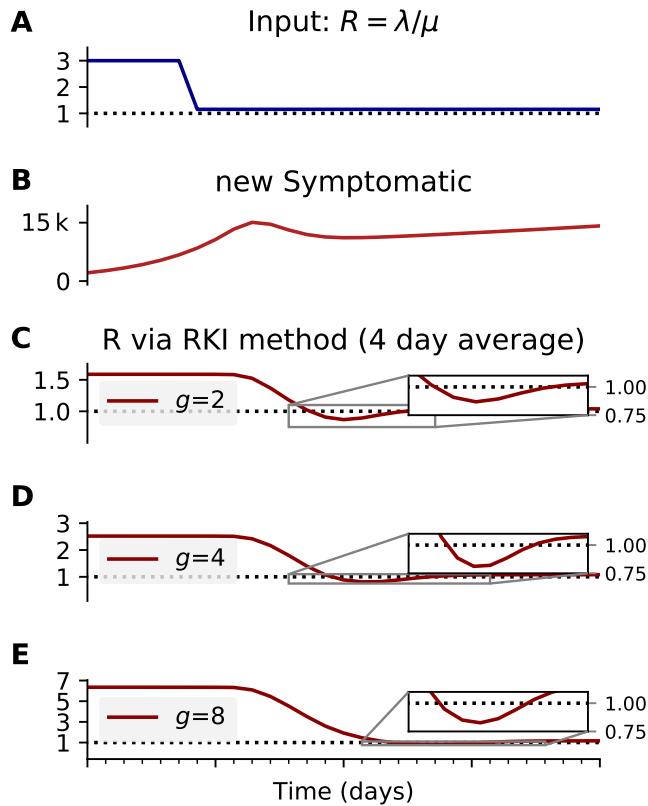 A
Input: R = λ/μ
3
2
1
B
new Symptomatic
15 k
0
C
R via RKI method (4 day average)
1.5
1.0
g=2
1.00
0.75
D
3
2
1
g=4
1.00
0.75
E
7
5
3
1
g=8
1.00
0.75
Time (days)